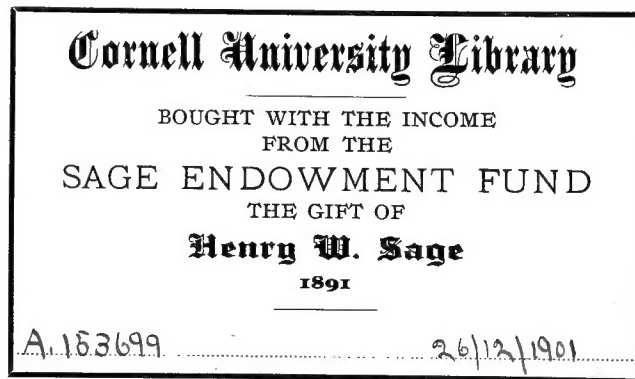 Cornell University Library
BOUGHT WITH THE INCOME
FROM THE
SAGE ENDOWMENT FUND
THE GIFT OF
Henry W. Sage
1891
A.153699 26/12/1901